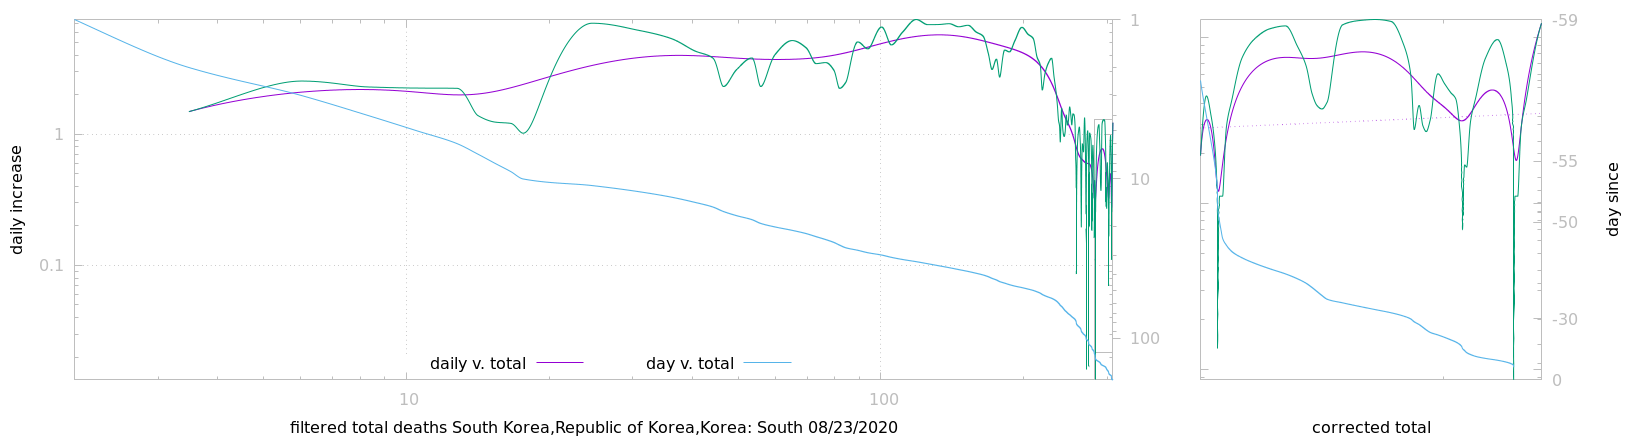 1
-59
1
-55
daily increase
10
day since
-50
0.1
-30
100
daily v. total
day v. total
0
10
100
filtered total deaths South Korea,Republic of Korea,Korea: South 08/23/2020
corrected total